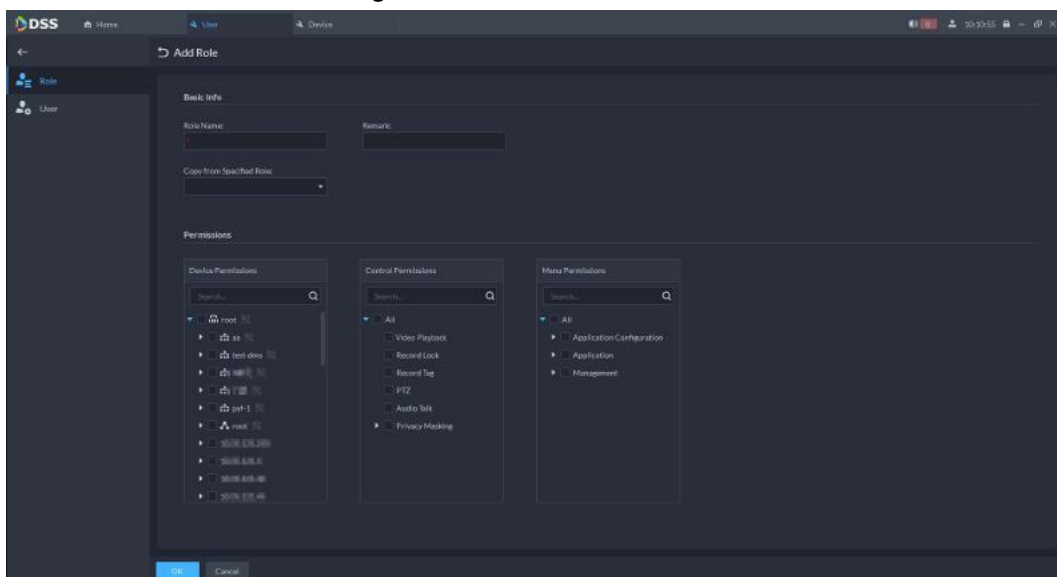 DSS Home User Device 0 10:10:55
Add Role
Role
User
Basic Info
Role Name: Remark:
*
Copy from Specified Role:
Permissions
Device Permissions Control Permissions Menu Permissions
Search... Search... Search...
root All All
aa Video Playback Application Configuration
test-dms Record Lock Application
Record Tag Management
PTZ
pyf-1 Audio Talk
root Privacy Masking
OK Cancel